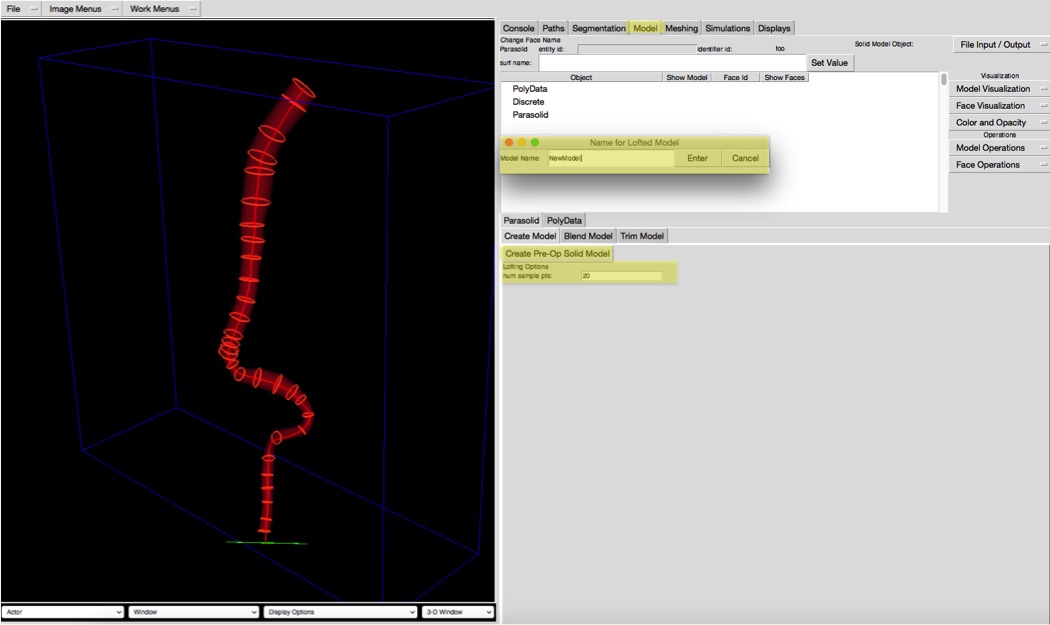 File Image Menus Work Menus
Console Paths Segmentation Model Meshing Simulations Displays
Change Face Name
Parasolid entity id: identifier id: foo Solid Model Object:
File Input / Output
surf name: Set Value
Object Show Model Face Id Show Faces
Visualization
PolyData
Model Visualization
Discrete
Face Visualization
Parasolid
Color and Opacity
Operations
Name for Lofted Model
Model Operations
Model Name: NewModel Enter Cancel
Face Operations
Parasolid PolyData
Create Model Blend Model Trim Model
Create Pre-Op Solid Model
Lofting Options
num sample pts: 20
Actor Window Display Options 3-D Window